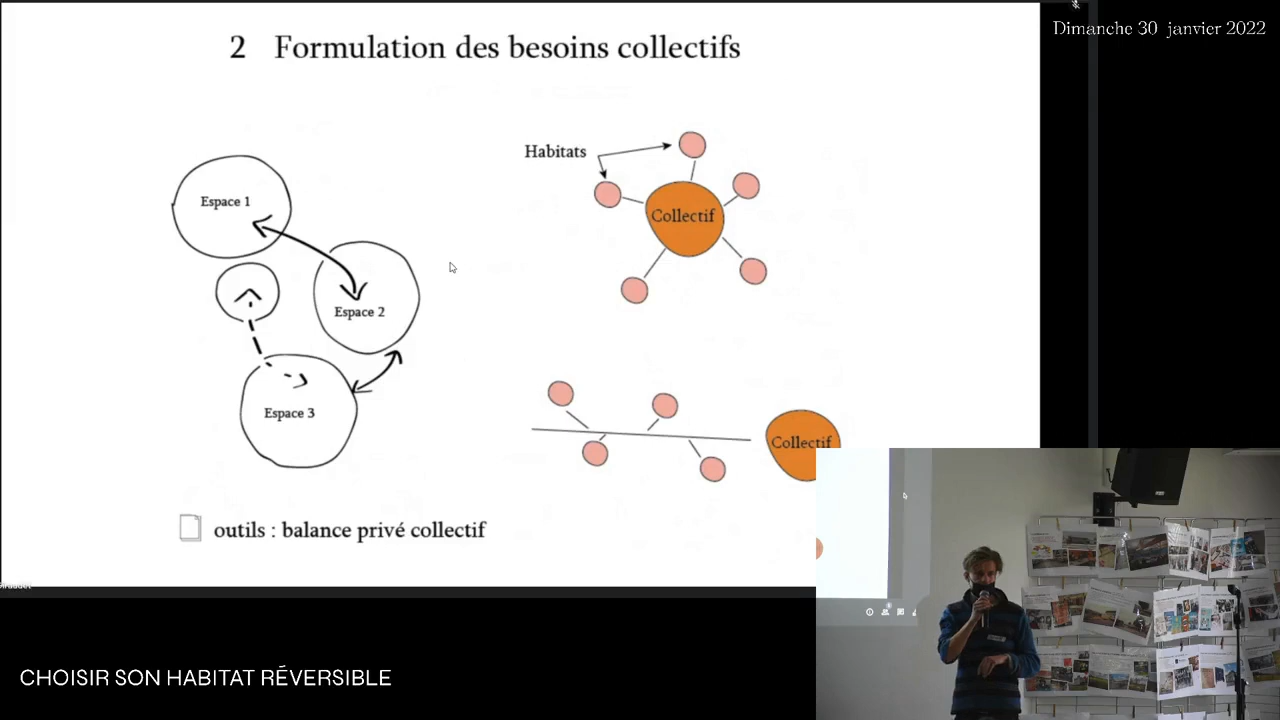 Dimanche 30 janvier 2022
2 Formulation des besoins collectifs
Habitats
Espace 1
Collectif
Espace 2
Espace 3
Collectif
outils : balance privé collectif
CHOISIR SON HABITAT RÉVERSIBLE